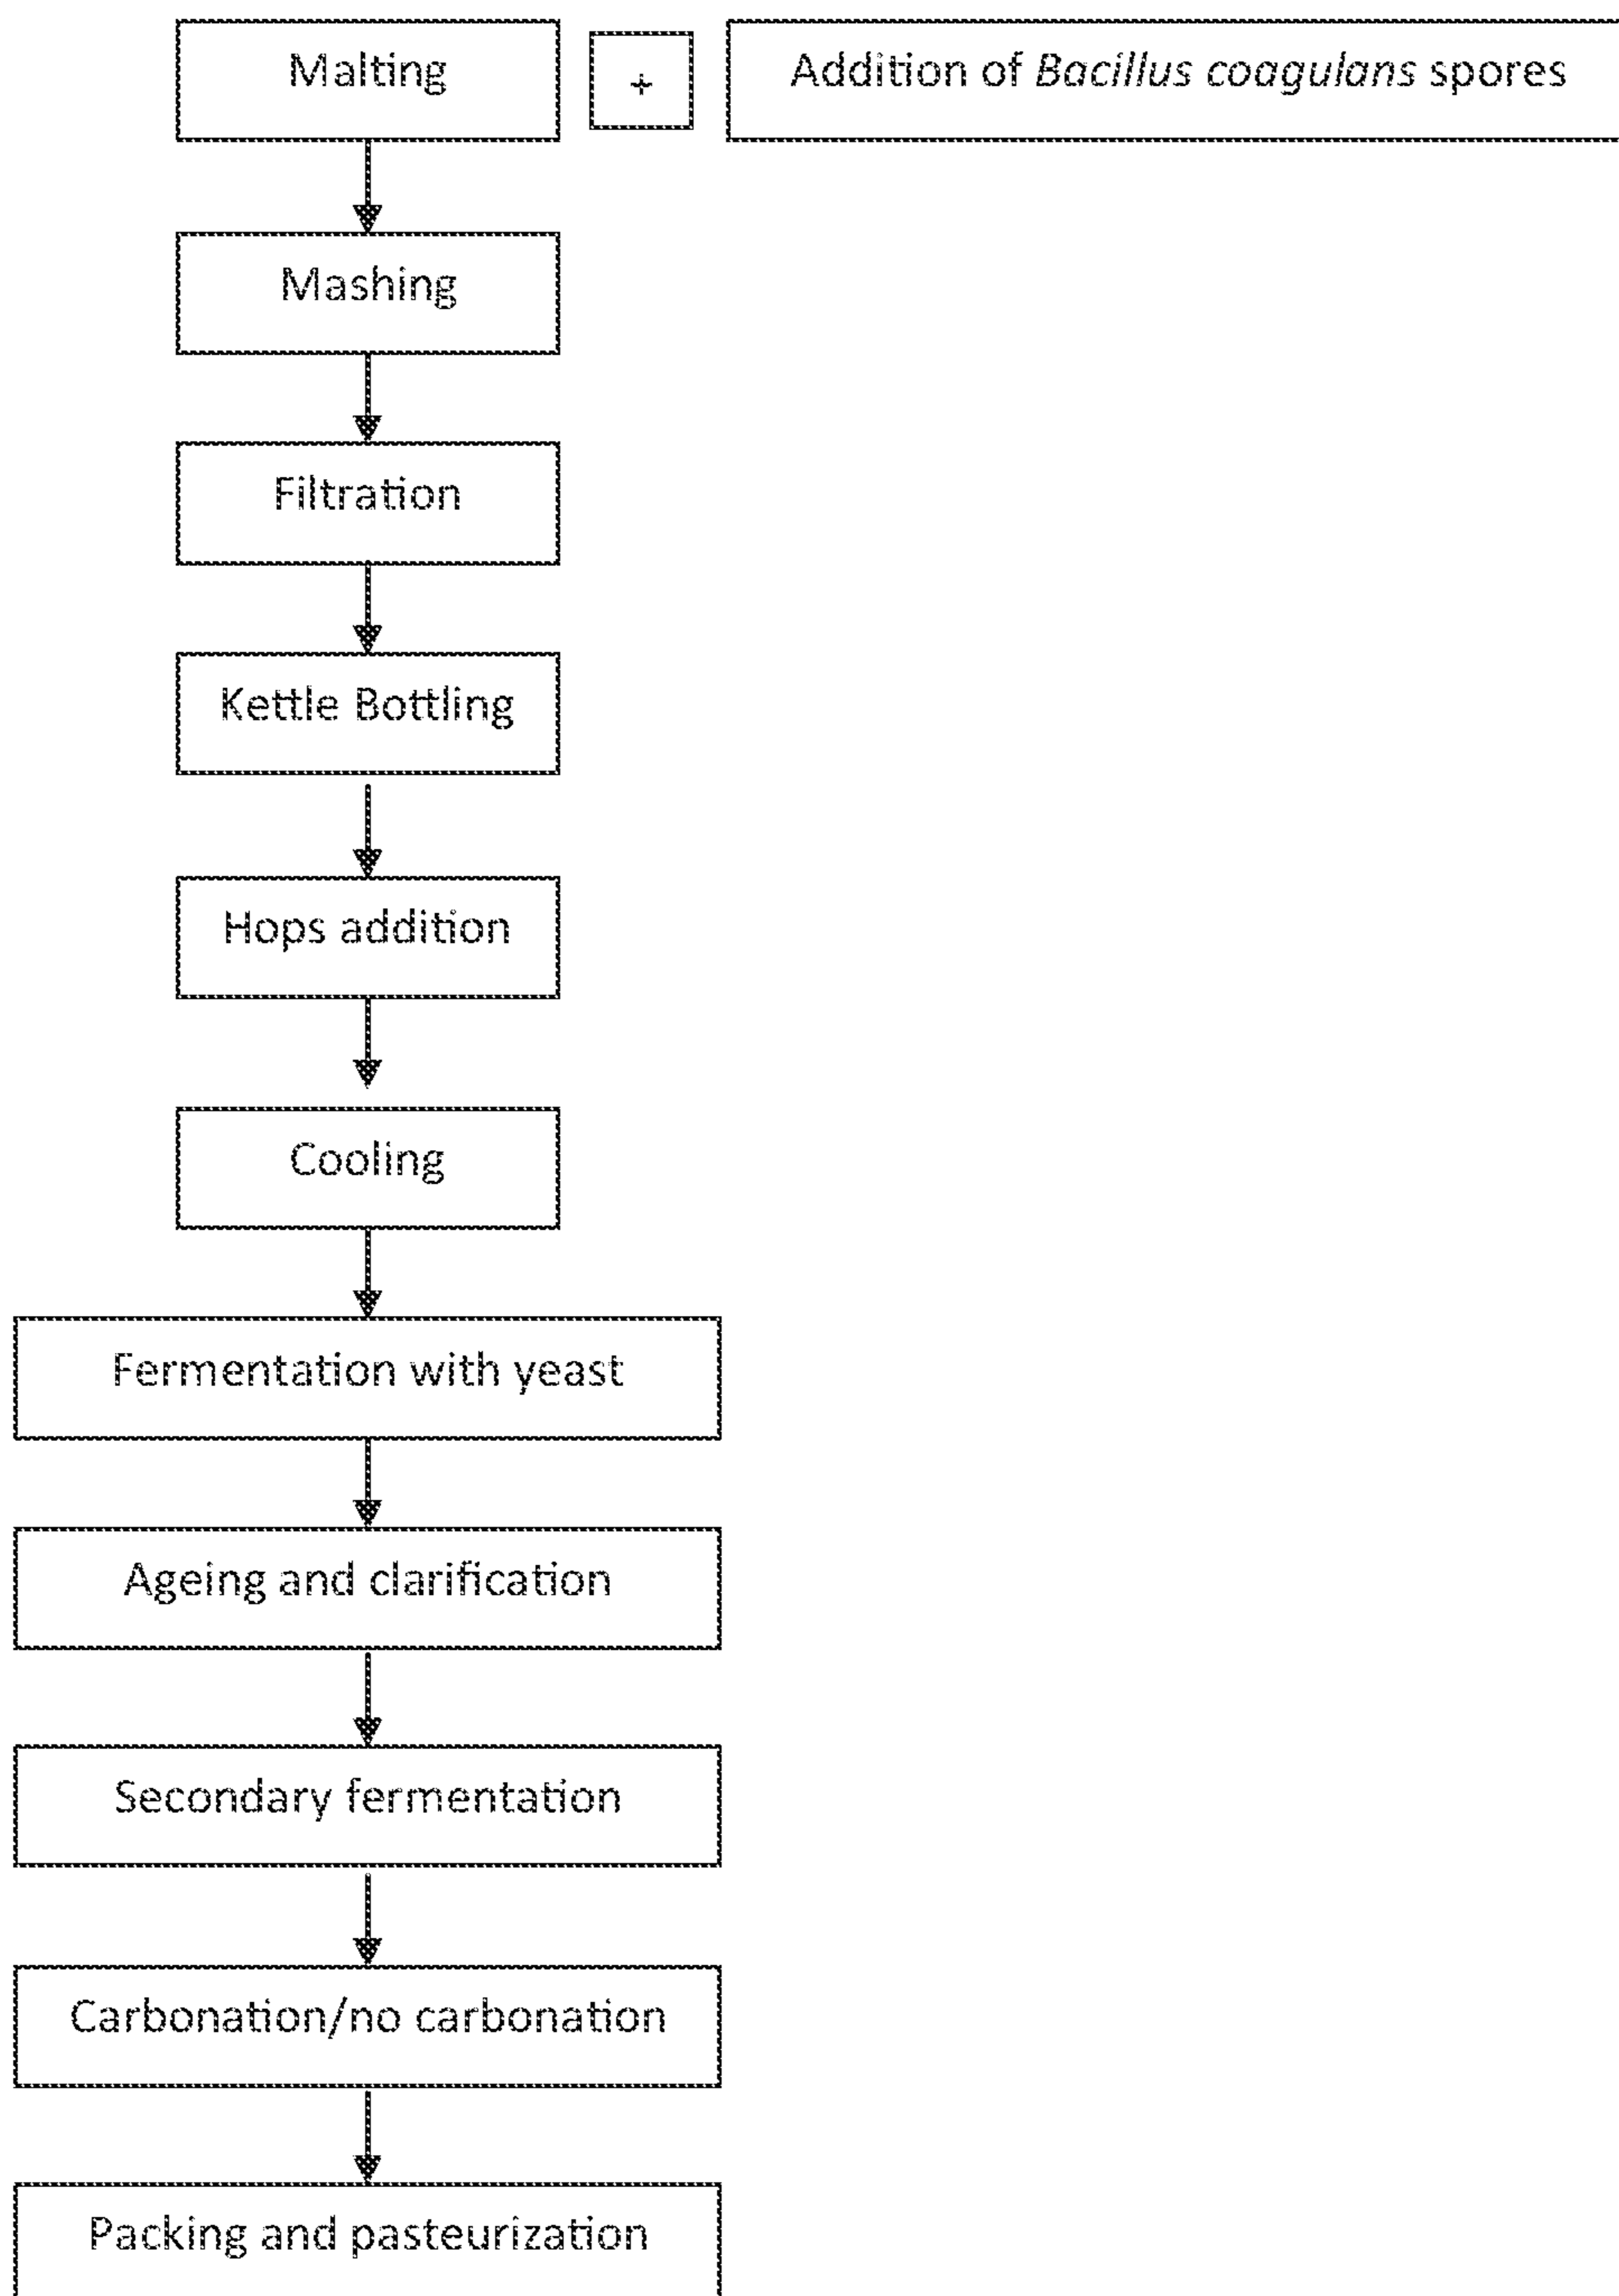 Malting
+
Addition of Bacillus coagulans spores
Mashing
Filtration
Kettle Bottling
Hops addition
Cooling
Fermentation with yeast
Ageing and clarification
Secondary fermentation
Carbonation/no carbonation
Packing and pasteurization